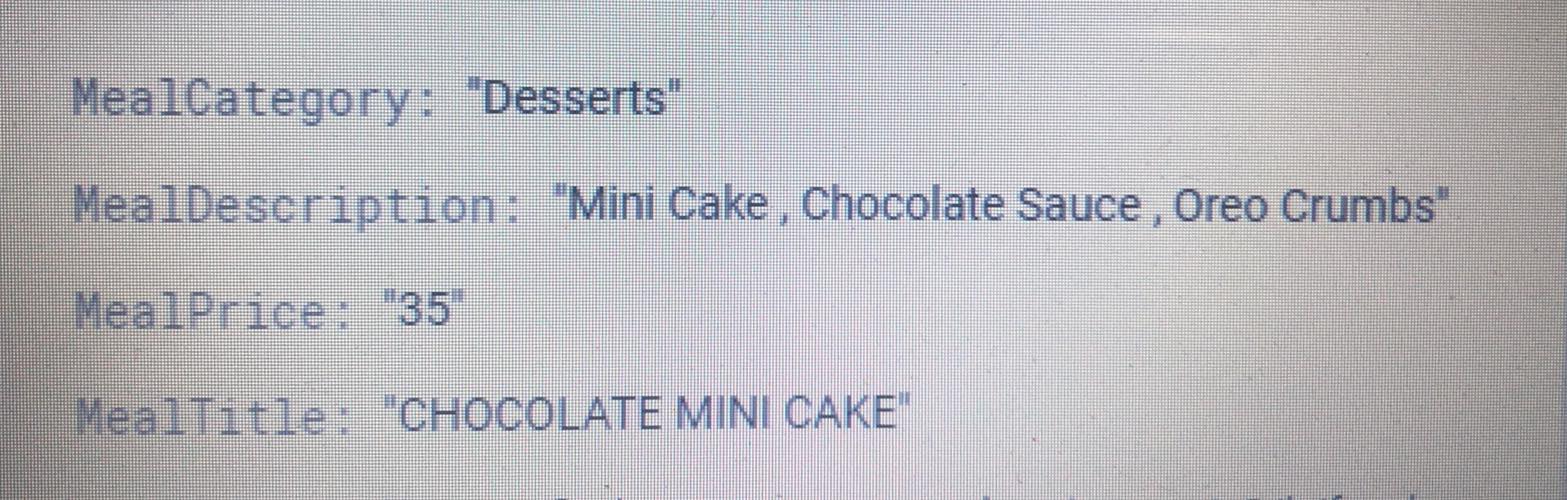 MealCategory: "Desserts"
MealDescription: "Mini Cake , Chocolate Sauce , Oreo Crumbs"
MealPrice: "35"
MealTitle: "CHOCOLATE MINI CAKE"